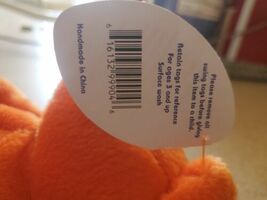 Please remove all
swing tags before giving
this item to a child.
Retain tags for reference
For ages 3 and up
Surface wash
Handmade in China